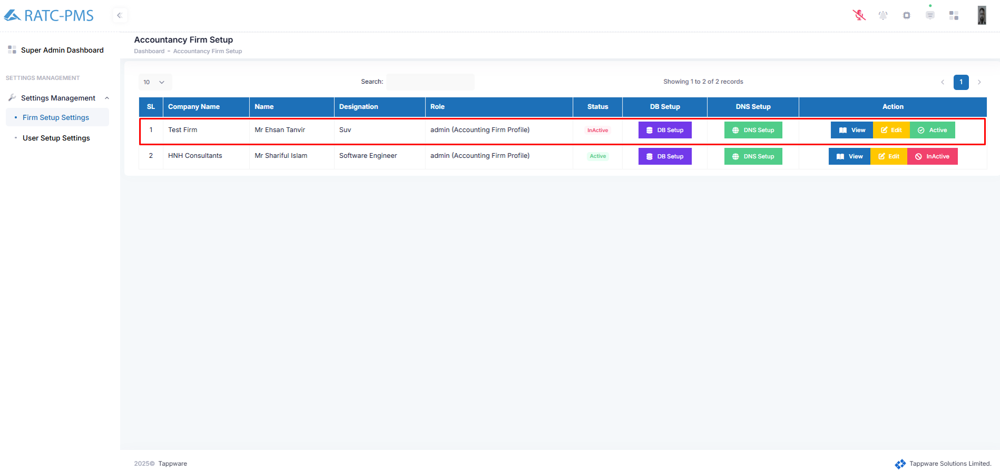 RATC-PMS
Super Admin Dashboard
SETTINGS MANAGEMENT
Settings Management
Firm Setup Settings
User Setup Settings
Accountancy Firm Setup
Dashboard - Accountancy Firm Setup
10 Search: Showing 1 to 2 of 2 records 1
SL Company Name Name Designation Role Status DB Setup DNS Setup Action
1 Test Firm Mr Ehsan Tanvir Suv admin (Accounting Firm Profile) InActive DB Setup DNS Setup View Edit Active
2 HNH Consultants Mr Shariful Islam Software Engineer admin (Accounting Firm Profile) Active DB Setup DNS Setup View Edit InActive
2025© Tappware Tappware Solutions Limited.